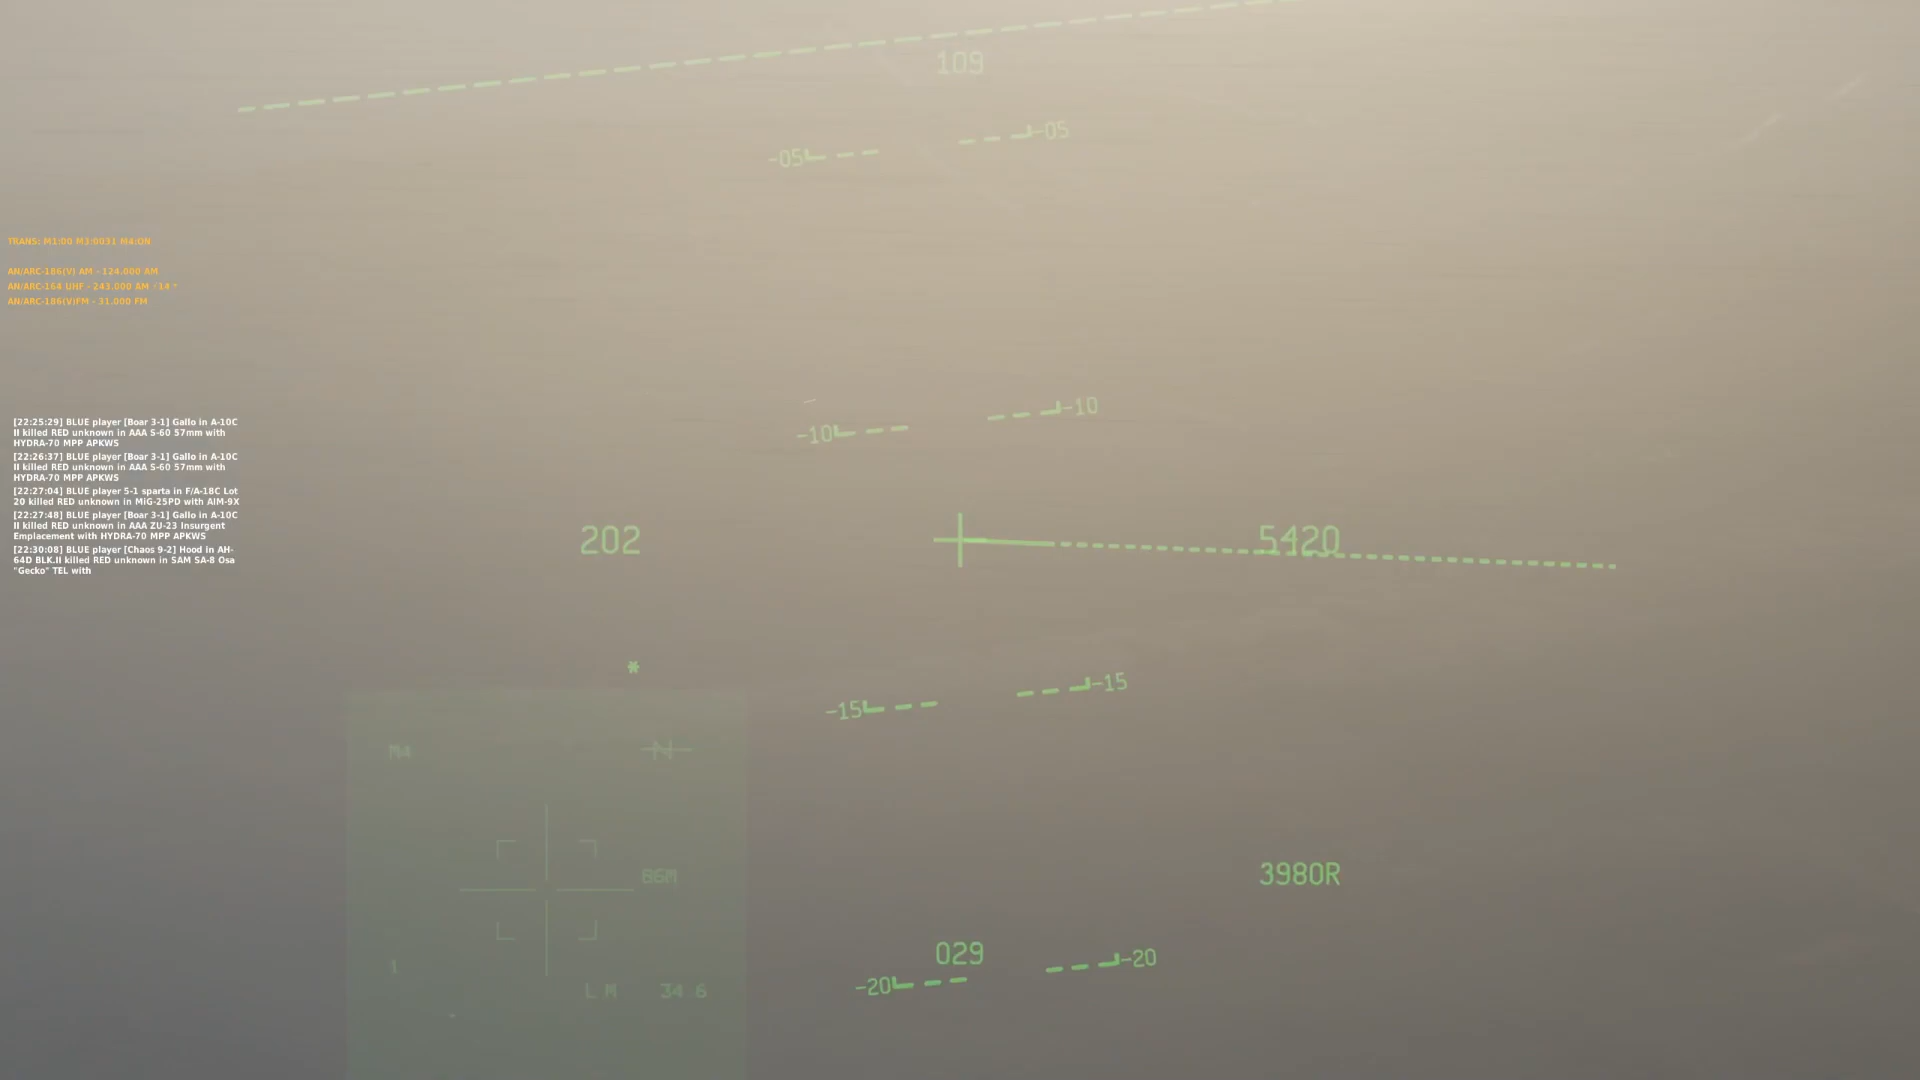 109
-05 -05
TRANS: M1:00 M3:0031 M4:ON
AN/ARC-186(V) AM - 124.000 AM
AN/ARC-164 UHF - 243.000 AM - 14 *
AN/ARC-186(V)FM - 31.000 FM
-10 -10
[22:25:29] BLUE player [Boar 3-1] Gallo in A-10C
II killed RED unknown in AAA S-60 57mm with
HYDRA-70 MPP APKWS
[22:26:37] BLUE player [Boar 3-1] Gallo in A-10C
II killed RED unknown in AAA S-60 57mm with
HYDRA-70 MPP APKWS
[22:27:04] BLUE player 5-1 sparta in F/A-18C Lot
20 killed RED unknown in MiG-25PD with AIM-9X
[22:27:48] BLUE player [Boar 3-1] Gallo in A-10C
II killed RED unknown in AAA ZU-23 Insurgent
Emplacement with HYDRA-70 MPP APKWS
[22:30:08] BLUE player [Chaos 9-2] Hood in AH-
64D BLK.II killed RED unknown in SAM SA-8 Osa
"Gecko" TEL with
202 5420
*
-15 -15
M4 N
3980R
029
-20 -20
1
L M 34 6